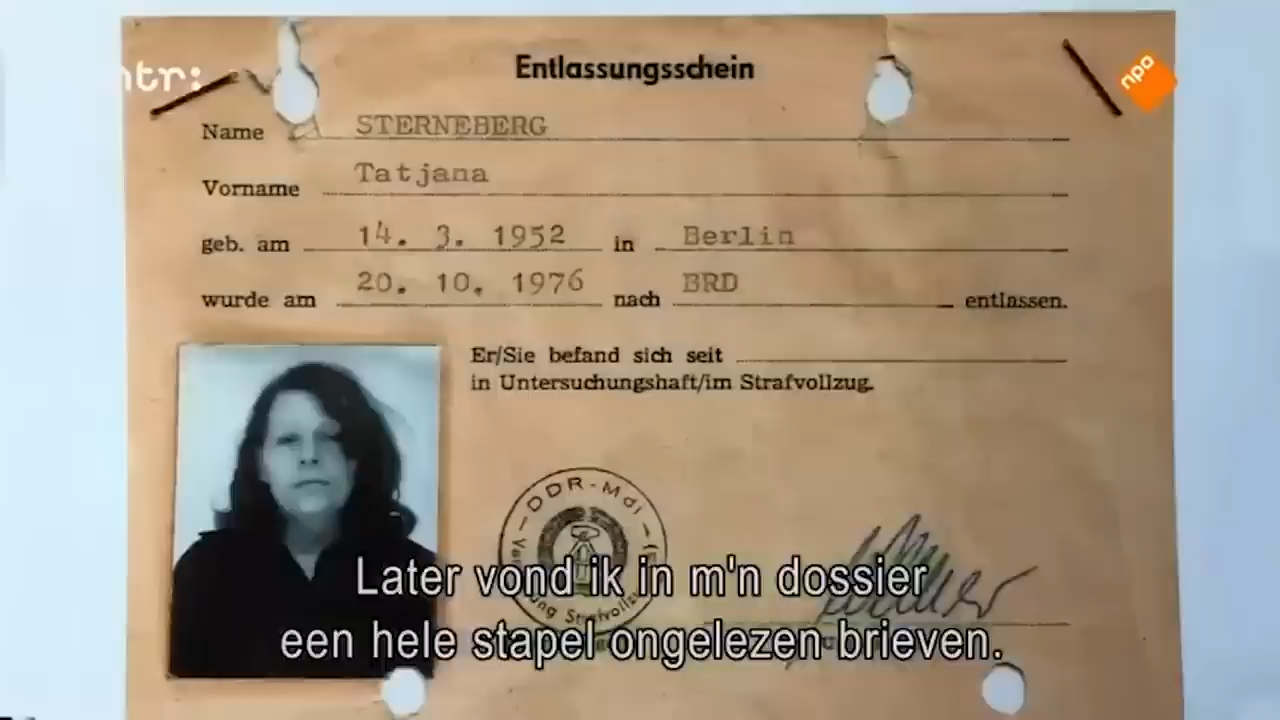 ntr:
npo
Entlassungsschein
Name STERNEBERG
Vorname Tatjana
geb. am 14. 3. 1952 in Berlin
wurde am 20. 10. 1976 nach BRD entlassen.
Er/Sie befand sich seit
in Untersuchungshaft/im Strafvollzug.
DDR-MdI
Later vond ik in m'n dossier
een hele stapel ongelezen brieven.